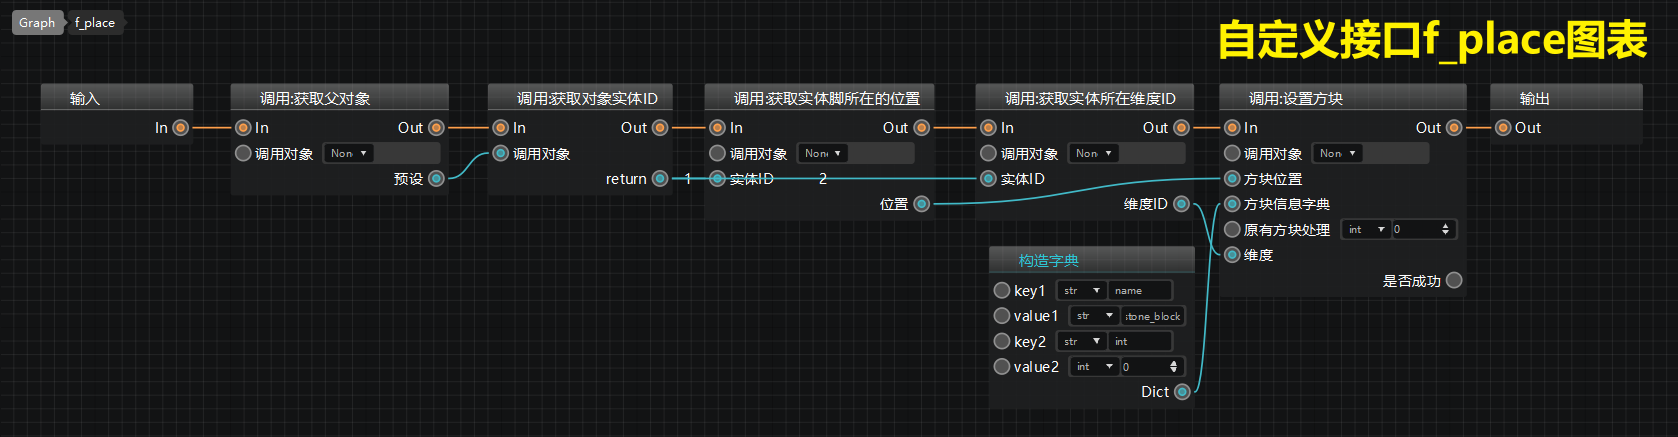 Graph
f_place
自定义接口f_place图表
输入
In
调用:获取父对象
In
Out
调用对象
Non
预设
调用:获取对象实体ID
In
Out
调用对象
return
1
调用:获取实体脚所在的位置
In
Out
调用对象
Non
实体ID
2
位置
调用:获取实体所在维度ID
In
Out
调用对象
Non
实体ID
维度ID
构造字典
key1
str
name
value1
str
tone_block
key2
str
int
value2
int
0
Dict
调用:设置方块
In
Out
调用对象
Non
方块位置
方块信息字典
原有方块处理
int
0
维度
是否成功
输出
Out